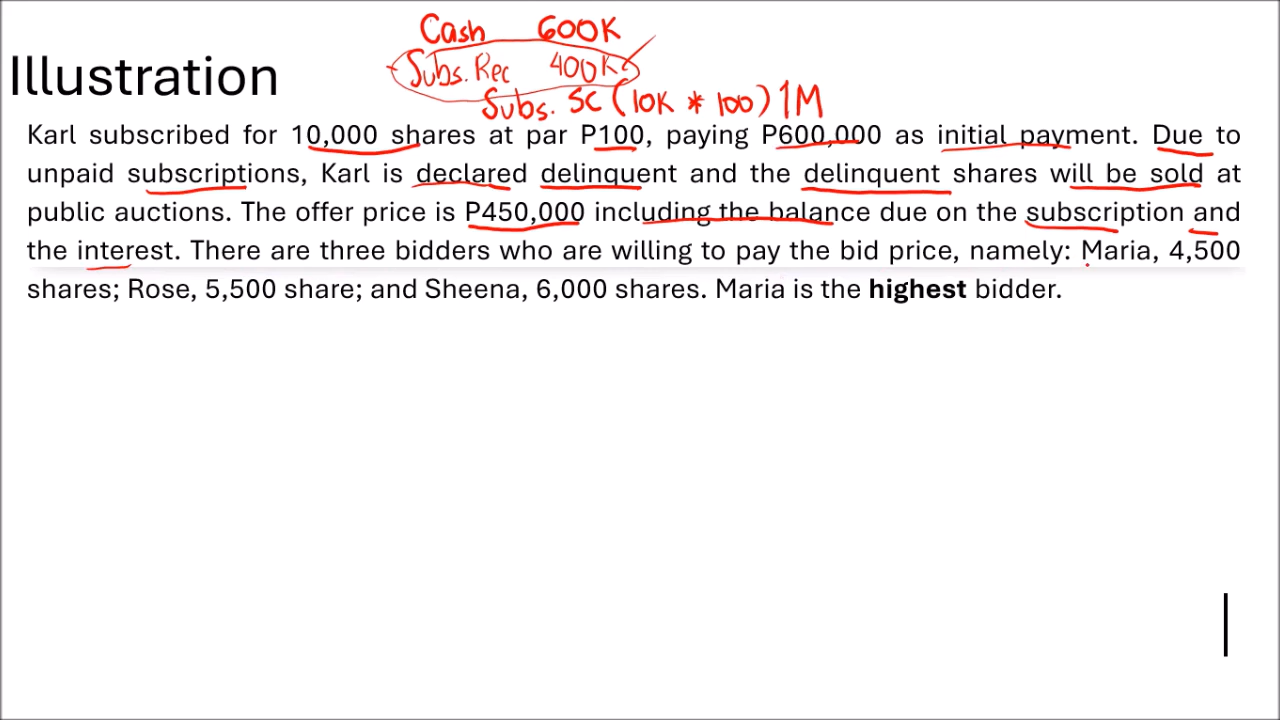 Cash 600K
Subs. Rec 400K
Illustration
Subs. SC (10K * 100) 1M
Karl subscribed for 10,000 shares at par P100, paying P600,000 as initial payment. Due to
unpaid subscriptions, Karl is declared delinquent and the delinquent shares will be sold at
public auctions. The offer price is P450,000 including the balance due on the subscription and
the interest. There are three bidders who are willing to pay the bid price, namely: Maria, 4,500
shares; Rose, 5,500 share; and Sheena, 6,000 shares. Maria is the highest bidder.